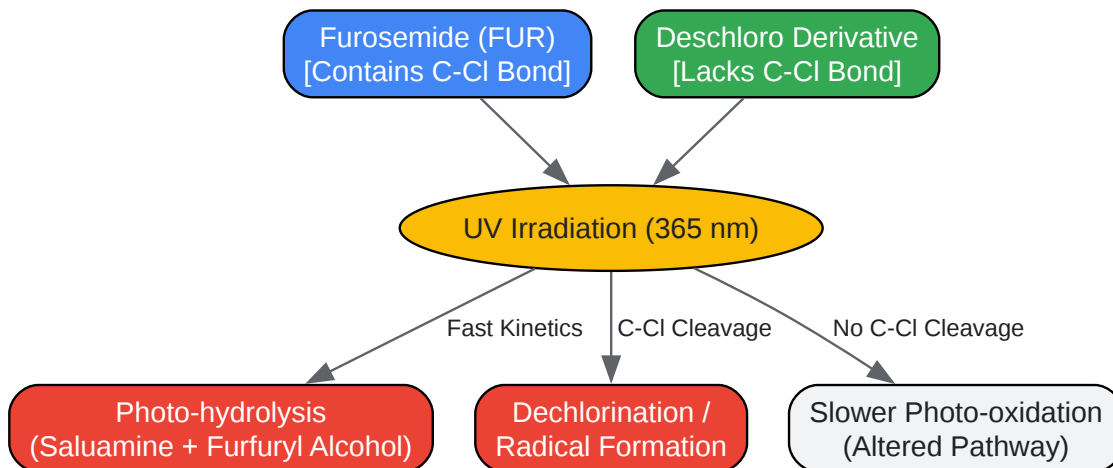 Furosemide (FUR)
[Contains C-Cl Bond]
Deschloro Derivative
[Lacks C-Cl Bond]
UV Irradiation (365 nm)
Fast Kinetics
C-Cl Cleavage
No C-Cl Cleavage
Photo-hydrolysis
(Saluamine + Furfuryl Alcohol)
Dechlorination /
Radical Formation
Slower Photo-oxidation
(Altered Pathway)